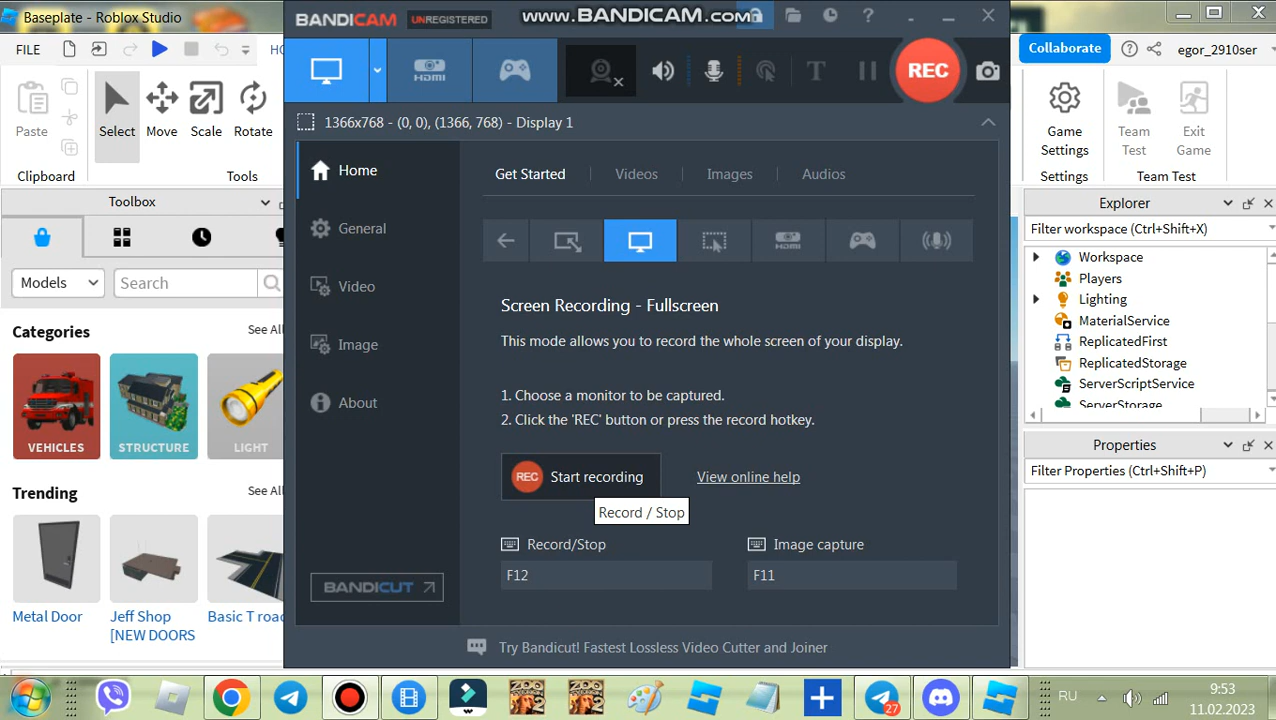 Baseplate - Roblox Studio
BANDICAM UNREGISTERED
www.BANDICAM.com
FILE
Collaborate
egor_2910ser
HDMI
REC
Paste
Select
Move
Scale
Rotate
Game
Settings
Team
Test
Exit
Game
Clipboard
Tools
Settings
Team Test
1366x768 - (0, 0), (1366, 768) - Display 1
Toolbox
Models
Search
Categories
See All
VEHICLES
STRUCTURE
LIGHT
Trending
See All
Metal Door
Jeff Shop
[NEW DOORS
Basic T road
Home
General
Video
Image
About
BANDICUT
Get Started
Videos
Images
Audios
HDMI
Screen Recording - Fullscreen
This mode allows you to record the whole screen of your display.
1. Choose a monitor to be captured.
2. Click the 'REC' button or press the record hotkey.
REC Start recording
View online help
Record / Stop
Record/Stop
Image capture
F12
F11
Try Bandicut! Fastest Lossless Video Cutter and Joiner
Explorer
Filter workspace (Ctrl+Shift+X)
Workspace
Players
Lighting
MaterialService
ReplicatedFirst
ReplicatedStorage
ServerScriptService
ServerStorage
Properties
Filter Properties (Ctrl+Shift+P)
27
RU
9:53
11.02.2023